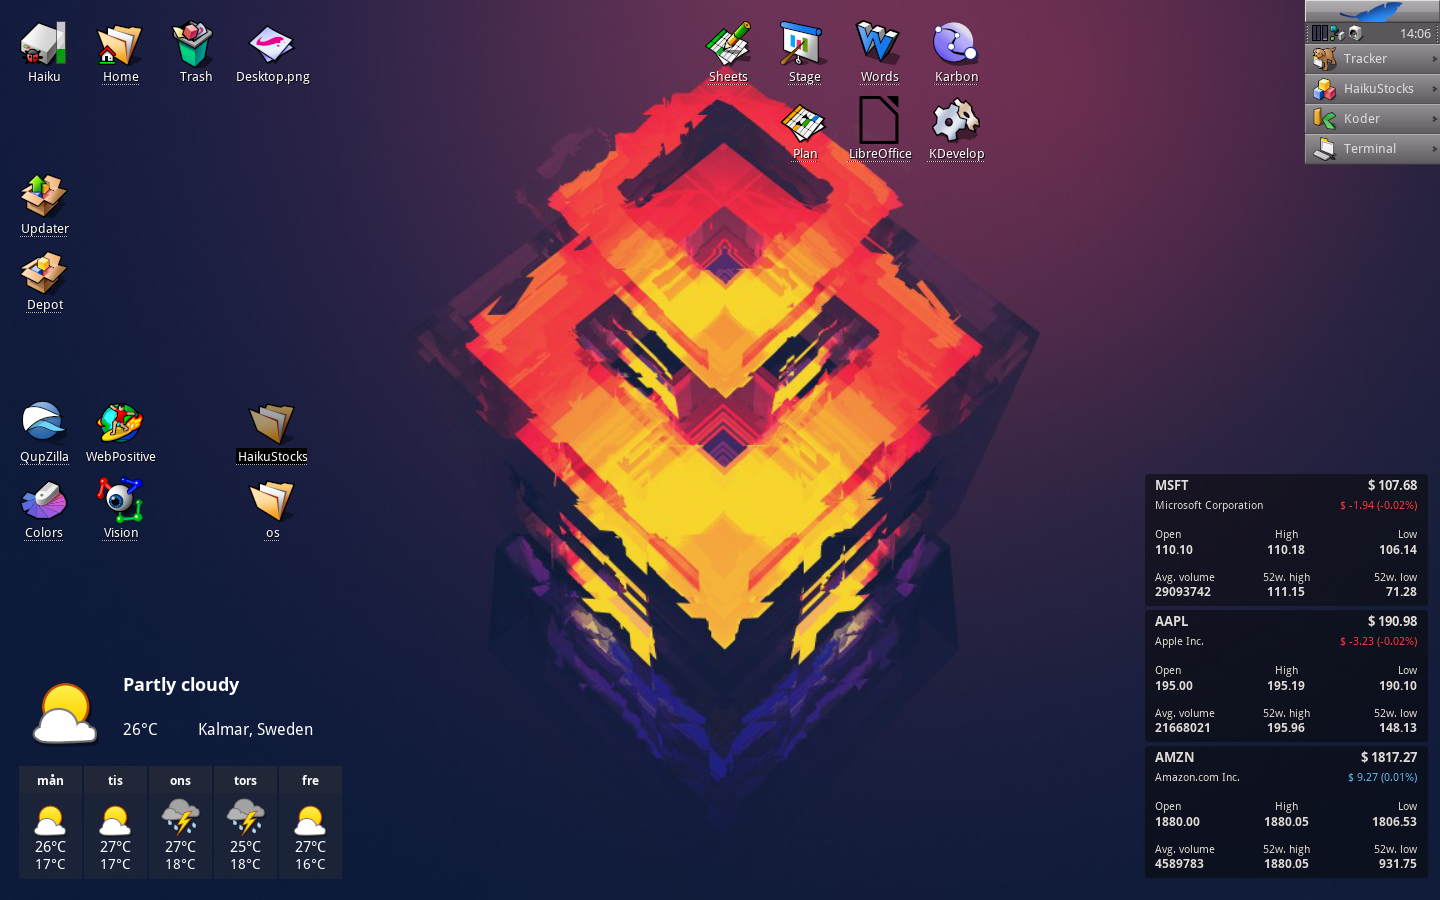 Haiku
Home
Trash
Desktop.png
Sheets
Stage
Words
Karbon
Plan
LibreOffice
KDevelop
14:06
Tracker
HaikuStocks
Koder
Terminal
Updater
Depot
QupZilla
WebPositive
HaikuStocks
Colors
Vision
os
Partly cloudy
26°C Kalmar, Sweden
mån tis ons tors fre
26°C 27°C 27°C 25°C 27°C
17°C 17°C 18°C 18°C 16°C
MSFT $ 107.68
Microsoft Corporation $ -1.94 (-0.02%)
Open High Low
110.10 110.18 106.14
Avg. volume 52w. high 52w. low
29093742 111.15 71.28
AAPL $ 190.98
Apple Inc. $ -3.23 (-0.02%)
Open High Low
195.00 195.19 190.10
Avg. volume 52w. high 52w. low
21668021 195.96 148.13
AMZN $ 1817.27
Amazon.com Inc. $ 9.27 (0.01%)
Open High Low
1880.00 1880.05 1806.53
Avg. volume 52w. high 52w. low
4589783 1880.05 931.75